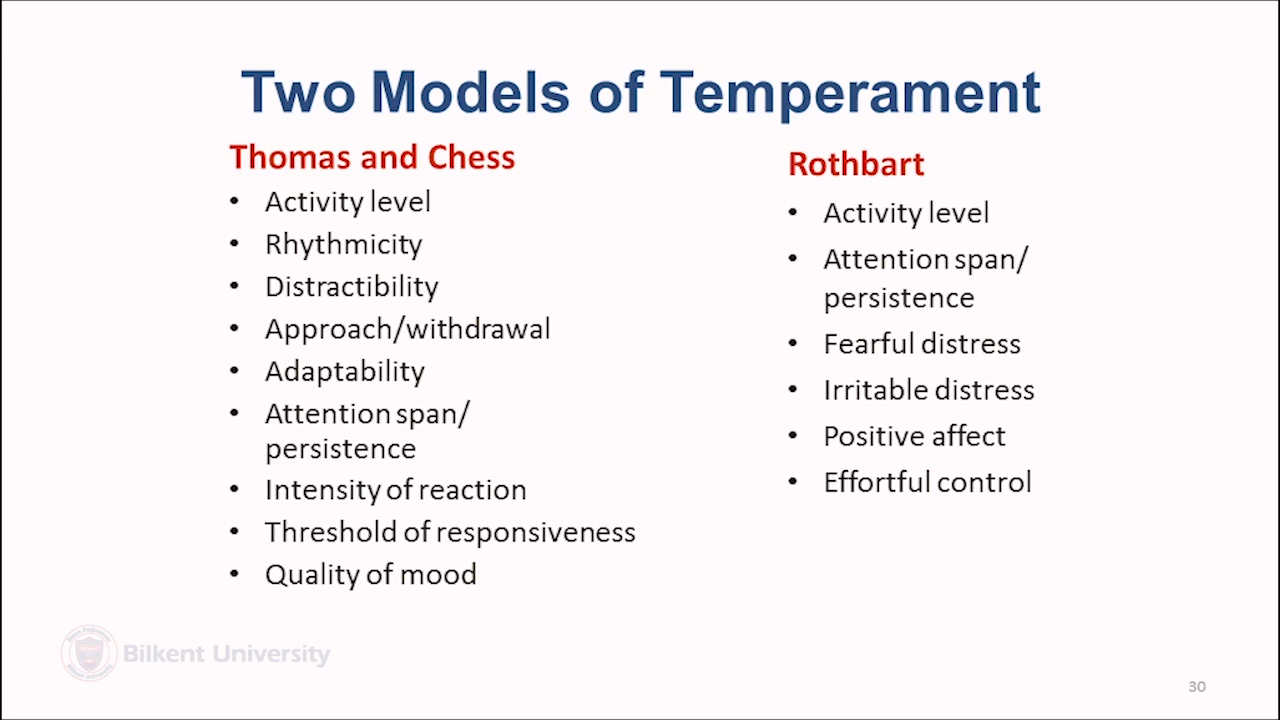 Two Models of Temperament
Thomas and Chess
• Activity level
• Rhythmicity
• Distractibility
• Approach/withdrawal
• Adaptability
• Attention span/
persistence
• Intensity of reaction
• Threshold of responsiveness
• Quality of mood
Rothbart
• Activity level
• Attention span/
persistence
• Fearful distress
• Irritable distress
• Positive affect
• Effortful control
Bilkent University
30